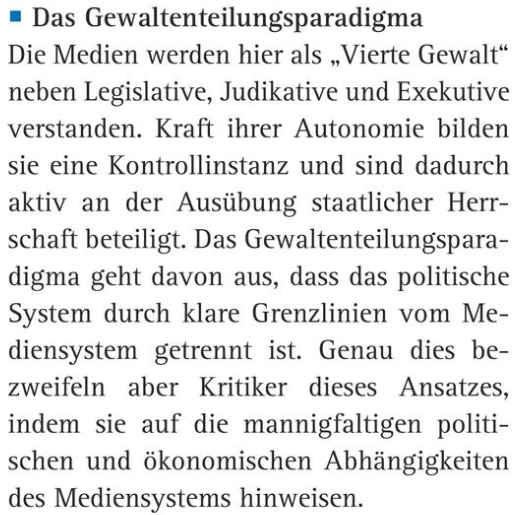 ▪ Das Gewaltenteilungsparadigma
Die Medien werden hier als „Vierte Gewalt“
neben Legislative, Judikative und Exekutive
verstanden. Kraft ihrer Autonomie bilden
sie eine Kontrollinstanz und sind dadurch
aktiv an der Ausübung staatlicher Herr-
schaft beteiligt. Das Gewaltenteilungspara-
digma geht davon aus, dass das politische
System durch klare Grenzlinien vom Me-
diensystem getrennt ist. Genau dies be-
zweifeln aber Kritiker dieses Ansatzes,
indem sie auf die mannigfaltigen politi-
schen und ökonomischen Abhängigkeiten
des Mediensystems hinweisen.